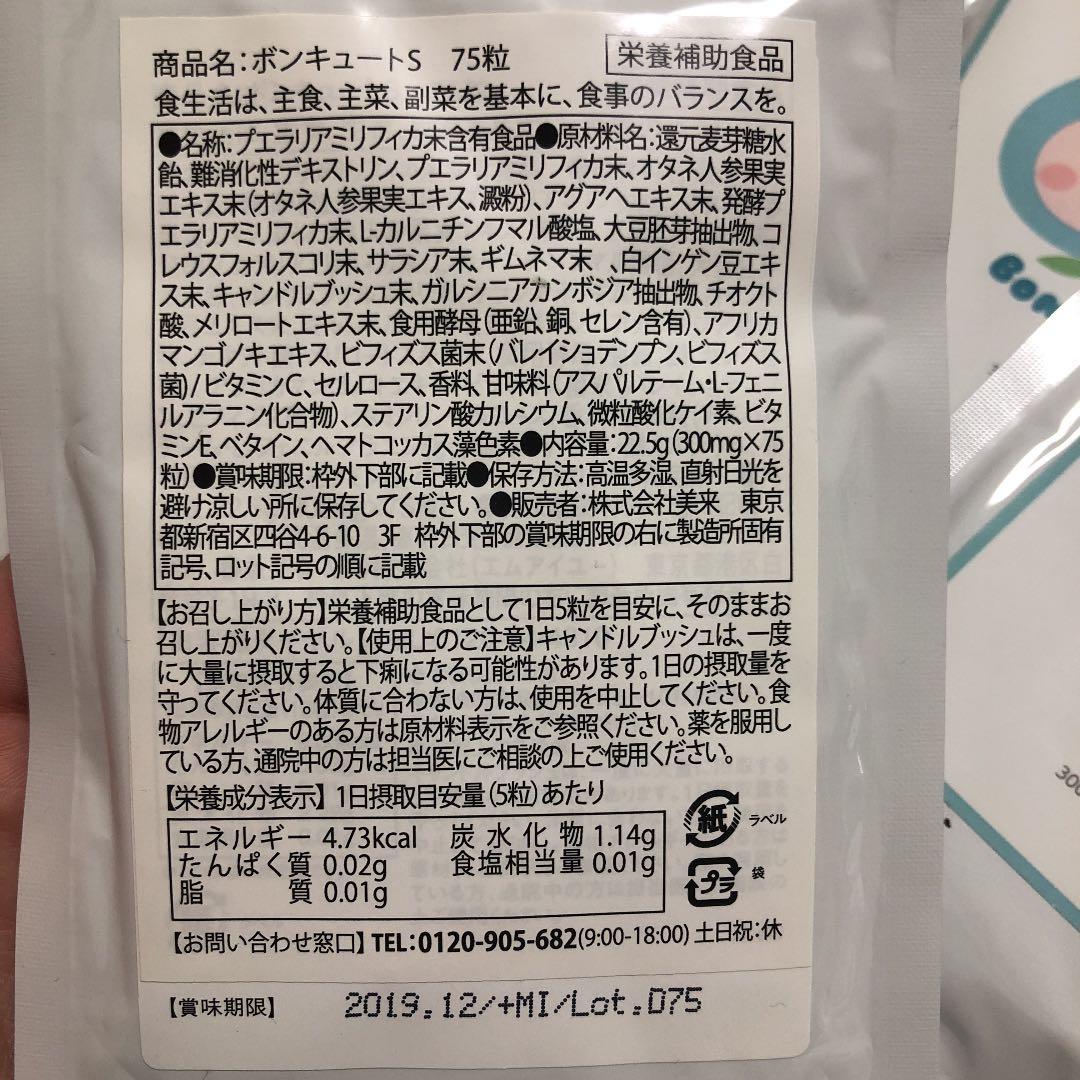 商品名:ボンキュートS 75粒 栄養補助食品
食生活は、主食、主菜、副菜を基本に、食事のバランスを。
●名称:プエラリアミリフィカ末含有食品●原材料名:還元麦芽糖水
飴、難消化性デキストリン、プエラリアミリフィカ末、オタネ人参果実
エキス末(オタネ人参果実エキス、澱粉)、アグアヘエキス末、発酵プ
エラリアミリフィカ末、L-カルニチンフマル酸塩、大豆胚芽抽出物、コ
レウスフォルスコリ末、サラシア末、ギムネマ末 、白インゲン豆エキ
ス末、キャンドルブッシュ末、ガルシニアカンボジア抽出物、チオクト
酸、メリロートエキス末、食用酵母(亜鉛、銅、セレン含有)、アフリカ
マンゴノキエキス、ビフィズス菌末(バレイショデンプン、ビフィズス
菌)/ビタミンC、セルロース、香料、甘味料(アスパルテーム・L-フェニ
ルアラニン化合物)、ステアリン酸カルシウム、微粒酸化ケイ素、ビタ
ミンE、ベタイン、ヘマトコッカス藻色素●内容量:22.5g(300mg×75
粒)●賞味期限:枠外下部に記載●保存方法:高温多湿、直射日光を
避け涼しい所に保存してください。●販売者:株式会社美来 東京
都新宿区四谷4-6-10 3F 枠外下部の賞味期限の右に製造所固有
記号、ロット記号の順に記載
【お召し上がり方】栄養補助食品として1日5粒を目安に、そのままお
召し上がりください。【使用上のご注意】キャンドルブッシュは、一度
に大量に摂取すると下痢になる可能性があります。1日の摂取量を
守ってください。体質に合わない方は、使用を中止してください。食
物アレルギーのある方は原材料表示をご参照ください。薬を服用し
ている方、通院中の方は担当医にご相談の上ご使用ください。
【栄養成分表示】1日摂取目安量(5粒)あたり
エネルギー 4.73kcal 炭水化物 1.14g
たんぱく質 0.02g 食塩相当量 0.01g
脂質 0.01g
紙 ラベル
プラ 袋
【お問い合わせ窓口】TEL:0120-905-682(9:00-18:00) 土日祝:休
【賞味期限】 2019.12/+MI/Lot.D75
Bon
300